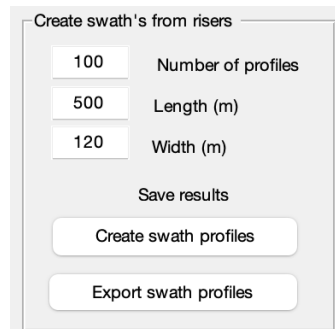 Create swath's from risers
100 Number of profiles
500 Length (m)
120 Width (m)
Save results
Create swath profiles
Export swath profiles